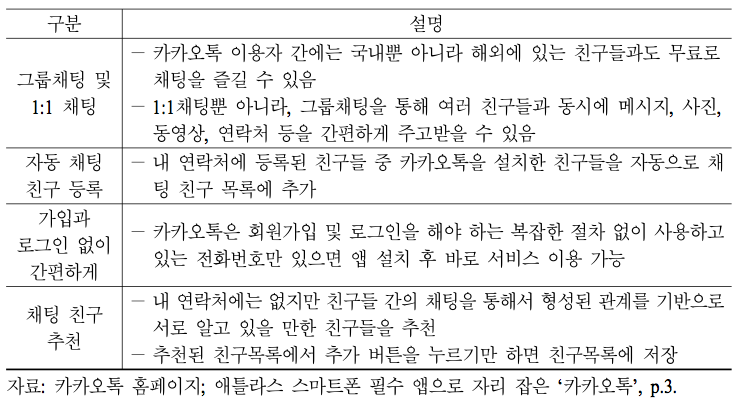 구분 설명
그룹채팅 및
1:1 채팅
– 카카오톡 이용자 간에는 국내뿐 아니라 해외에 있는 친구들과도 무료로
채팅을 즐길 수 있음
– 1:1채팅뿐 아니라, 그룹채팅을 통해 여러 친구들과 동시에 메시지, 사진,
동영상, 연락처 등을 간편하게 주고받을 수 있음
자동 채팅
친구 등록
– 내 연락처에 등록된 친구들 중 카카오톡을 설치한 친구들을 자동으로 채
팅 친구 목록에 추가
가입과
로그인 없이
간편하게
– 카카오톡은 회원가입 및 로그인을 해야 하는 복잡한 절차 없이 사용하고
있는 전화번호만 있으면 앱 설치 후 바로 서비스 이용 가능
채팅 친구
추천
– 내 연락처에는 없지만 친구들 간의 채팅을 통해서 형성된 관계를 기반으로
서로 알고 있을 만한 친구들을 추천
– 추천된 친구목록에서 추가 버튼을 누르기만 하면 친구목록에 저장
자료: 카카오톡 홈페이지; 애틀라스 스마트폰 필수 앱으로 자리 잡은 ‘카카오톡’, p.3.